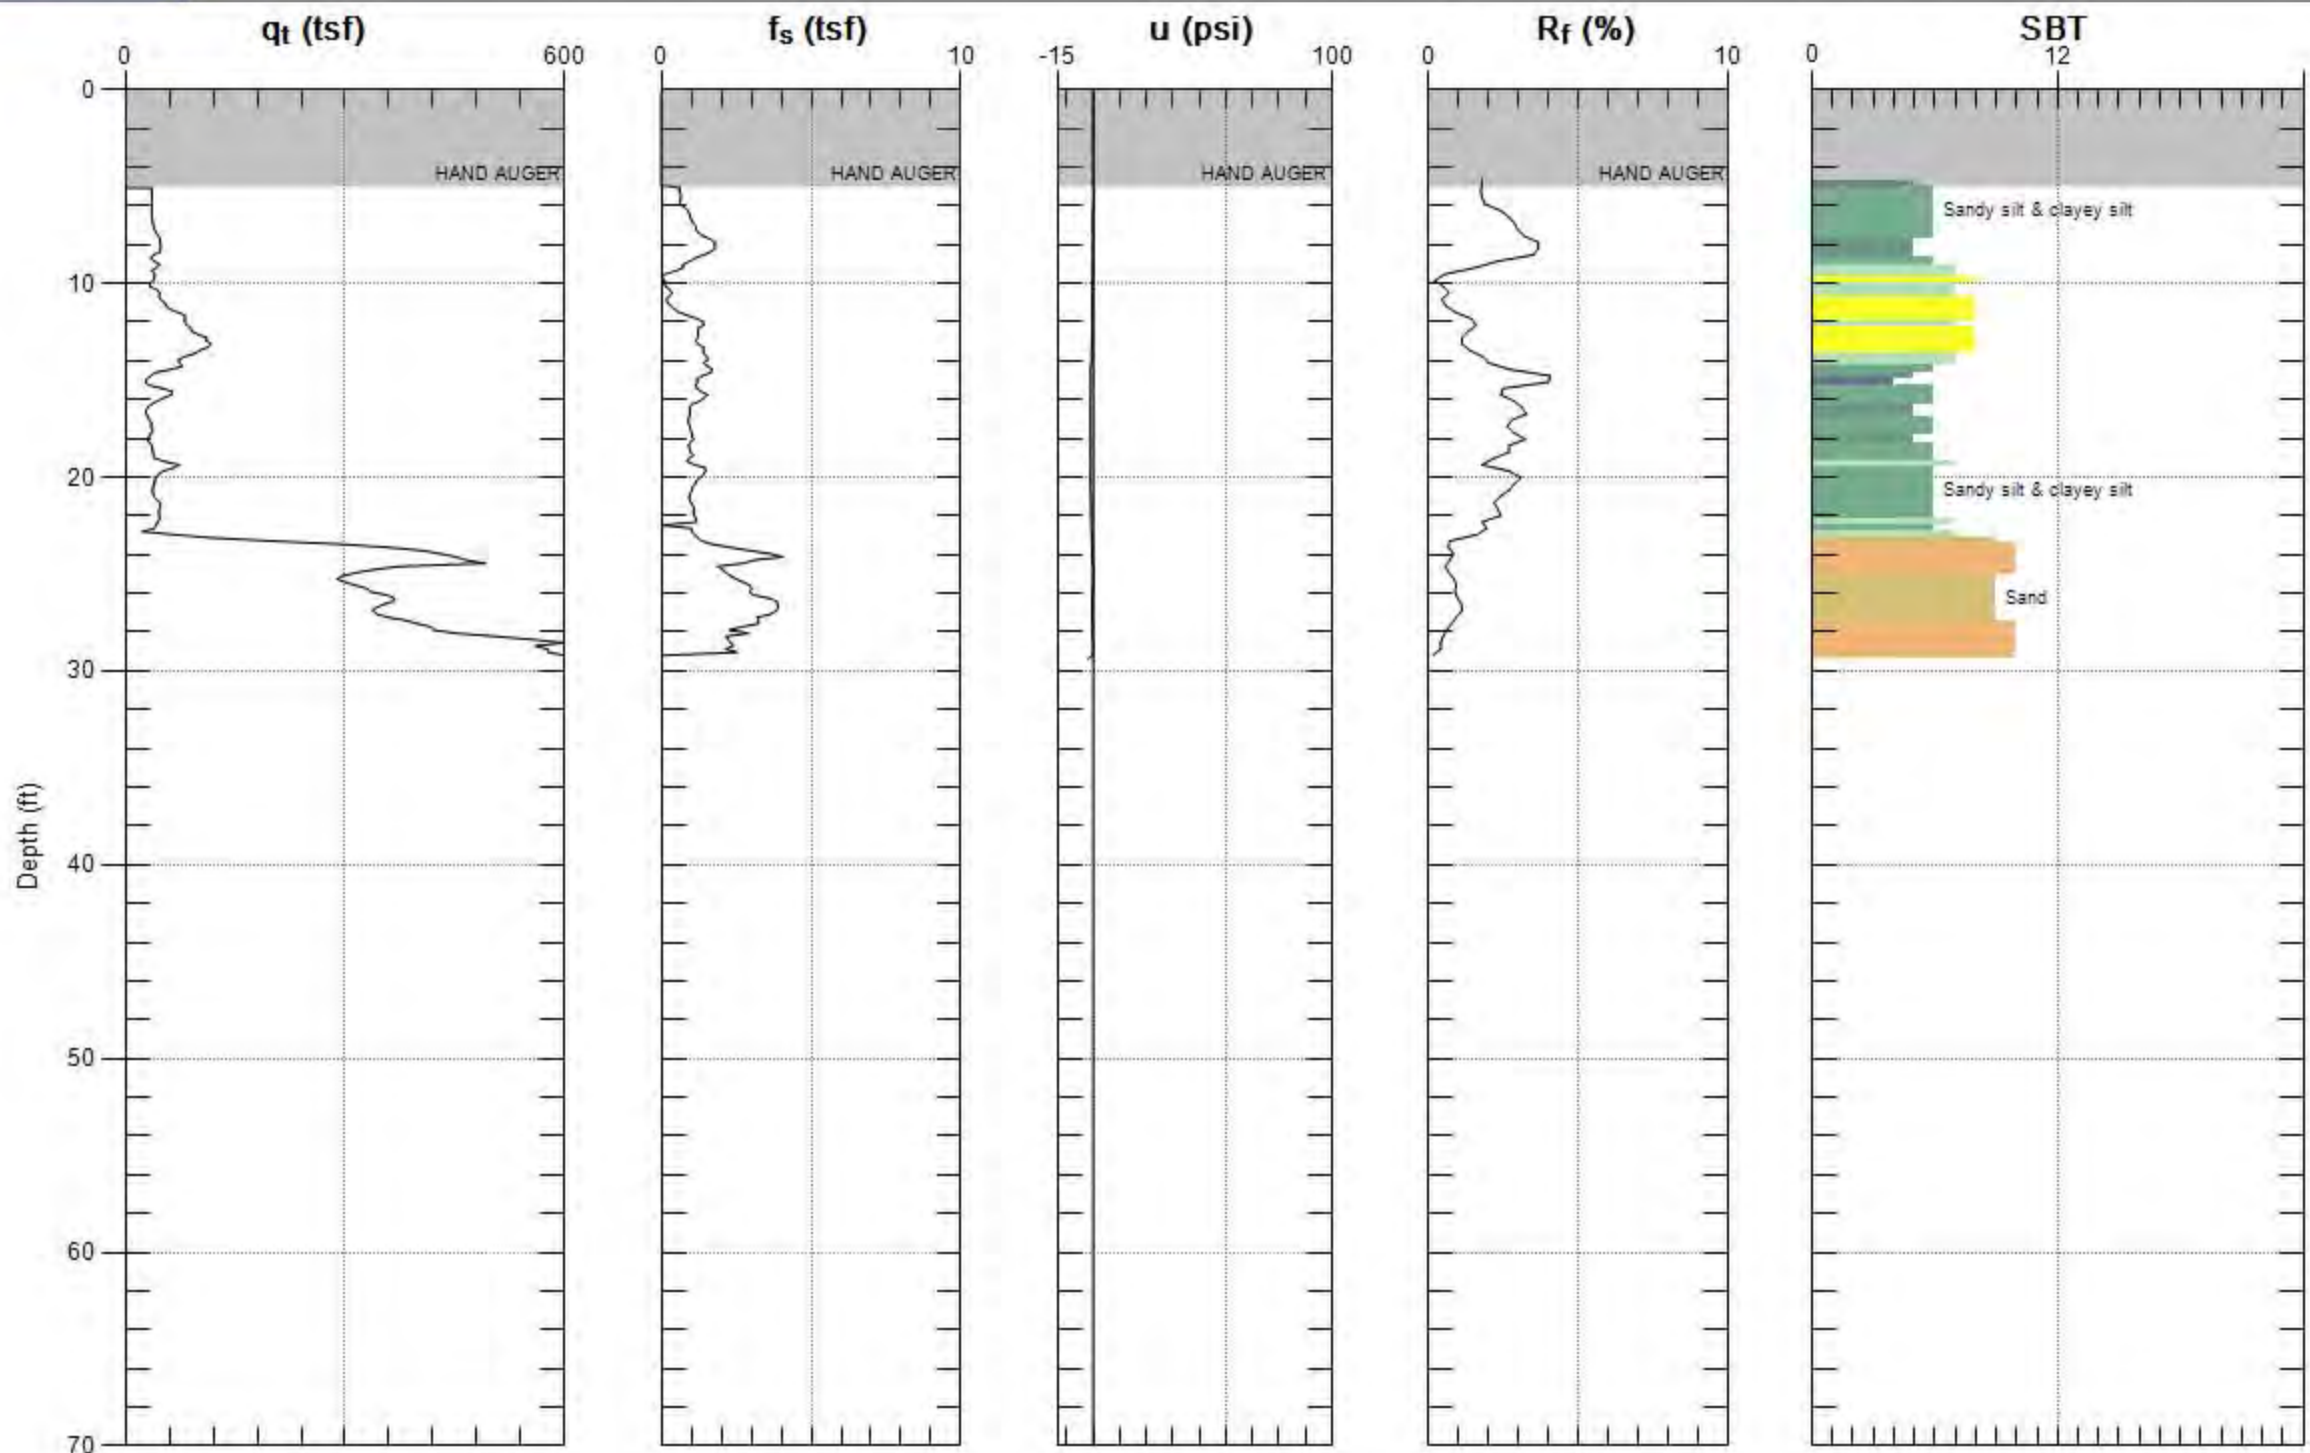 qt (tsf) fs (tsf) u (psi) Rf (%) SBT
0 600 0 10 -15 100 0 10 0 12
0
HAND AUGER HAND AUGER HAND AUGER HAND AUGER
Sandy silt & clayey silt
10
20
Sandy silt & clayey silt
Sand
30
Depth (ft)
40
50
60
70